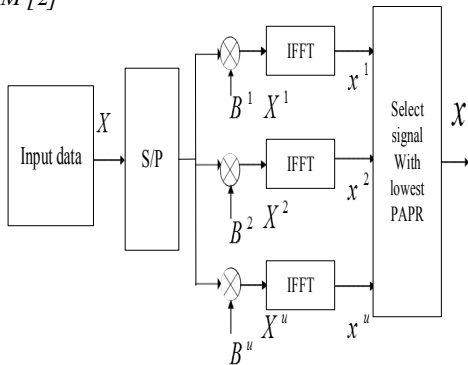 M [2]
Input data
X
S/P
B¹ X¹
IFFT
x¹
B² X²
IFFT
x²
Bᵘ Xᵘ
IFFT
xᵘ
Select
signal
With
lowest
PAPR
x